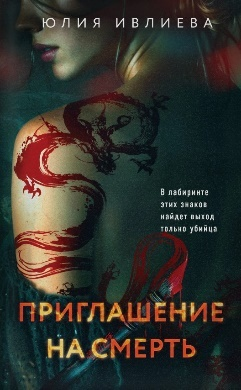 ЮЛИЯ ИВЛИЕВА
В лабиринте
этих знаков
найдет выход
только убийца
ПРИГЛАШЕНИЕ
НА СМЕРТЬ